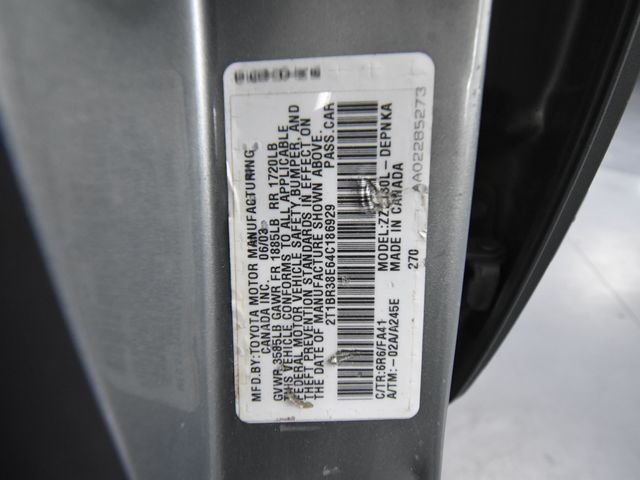 MFD.BY:TOYOTA MOTOR MANUFACTURING
CANADA INC. 06/03
GVWR 3585LB GAWR FR 1885LB RR 1720LB
THIS VEHICLE CONFORMS TO ALL APPLICABLE
FEDERAL MOTOR VEHICLE SAFETY, BUMPER, AND
THEFT PREVENTION STANDARDS IN EFFECT ON
THE DATE OF MANUFACTURE SHOWN ABOVE.
2T1BR38E64C186929 PASS.CAR
C/TR:6R6/FA41 MODEL: L-DEPNKA
A/TM:-02A/A245E MADE IN CANADA
270
AA02285273